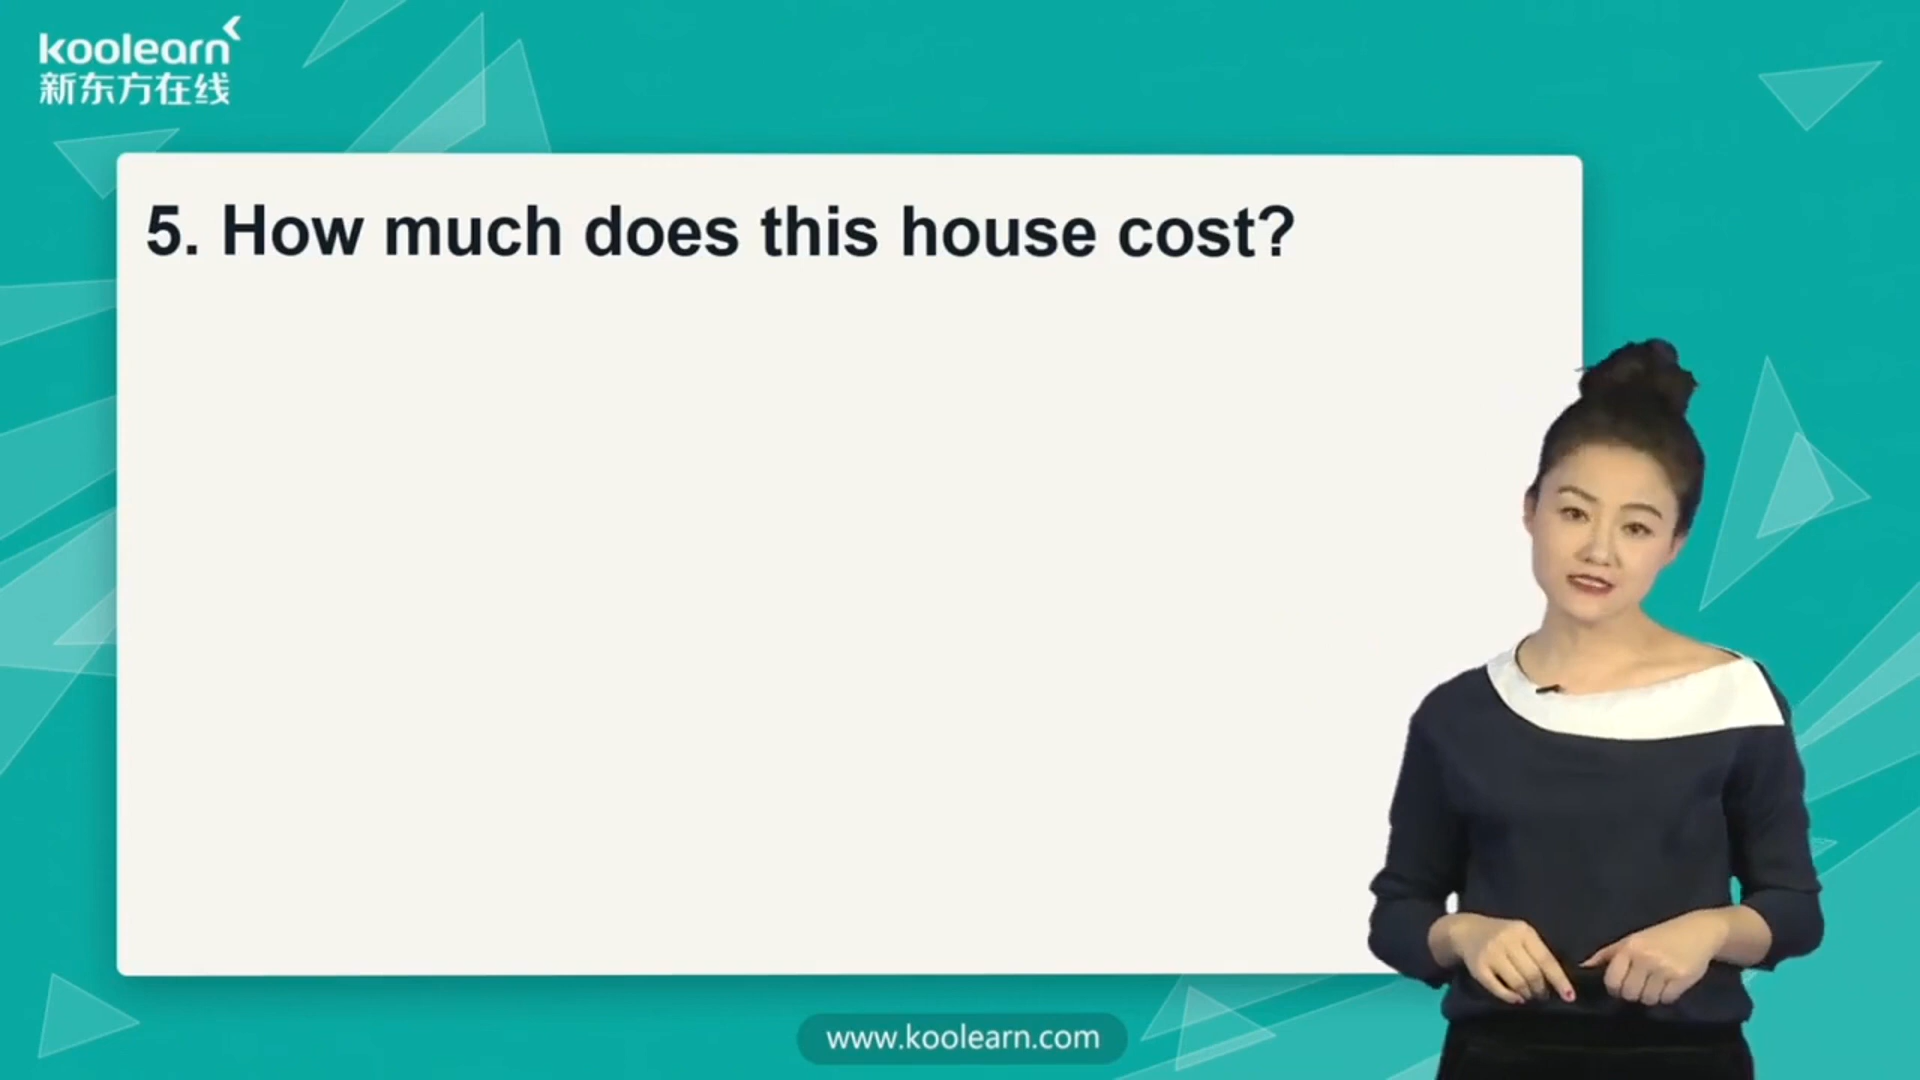 koolearn
新东方在线
5. How much does this house cost?
www.koolearn.com